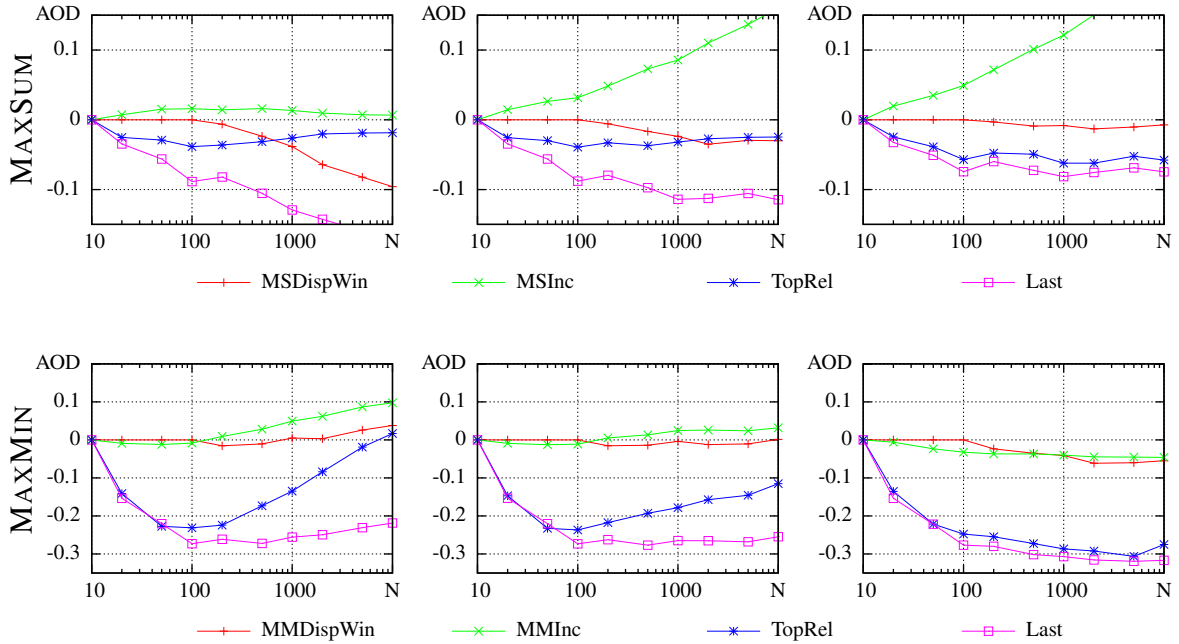 AOD AOD AOD
0.1 0.1 0.1
0 0 0
-0.1 -0.1 -0.1
MAXSUM
10 100 1000 N 10 100 1000 N 10 100 1000 N
MSDispWin MSInc TopRel Last
AOD AOD AOD
0.1 0.1 0.1
0 0 0
-0.1 -0.1 -0.1
-0.2 -0.2 -0.2
-0.3 -0.3 -0.3
MAXMIN
10 100 1000 N 10 100 1000 N 10 100 1000 N
MMDispWin MMInc TopRel Last